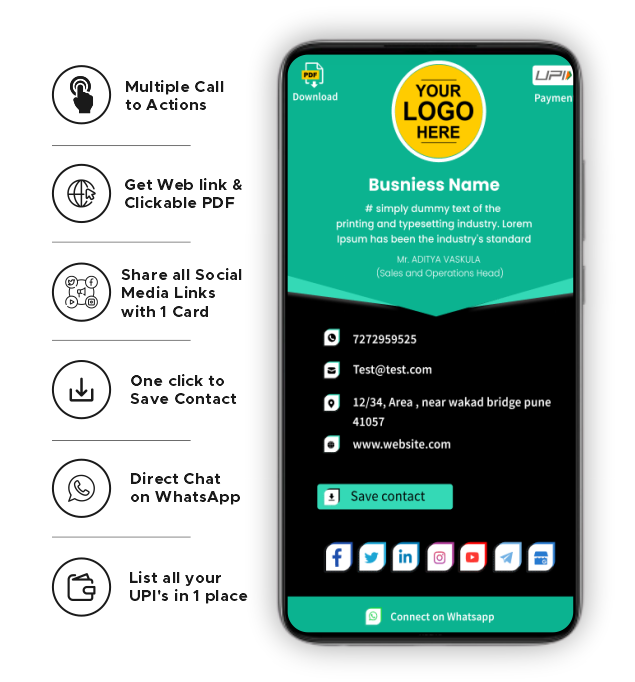 Multiple Call
to Actions
Get Web link &
Clickable PDF
Share all Social
Media Links
with 1 Card
One click to
Save Contact
Direct Chat
on WhatsApp
List all your
UPI's in 1 place
PDF
Download
YOUR
LOGO
HERE
UPI
Paymen
Busniess Name
# simply dummy text of the
printing and typesetting industry. Lorem
Ipsum has been the industry's standard
Mr. ADITYA VASKULA
(Sales and Operations Head)
7272959525
Test@test.com
12/34, Area , near wakad bridge pune
41057
www.website.com
Save contact
Connect on Whatsapp